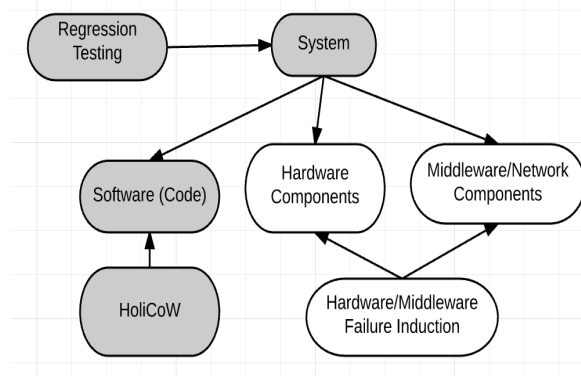 Regression
Testing
System
Software (Code)
Hardware
Components
Middleware/Network
Components
HoliCoW
Hardware/Middleware
Failure Induction